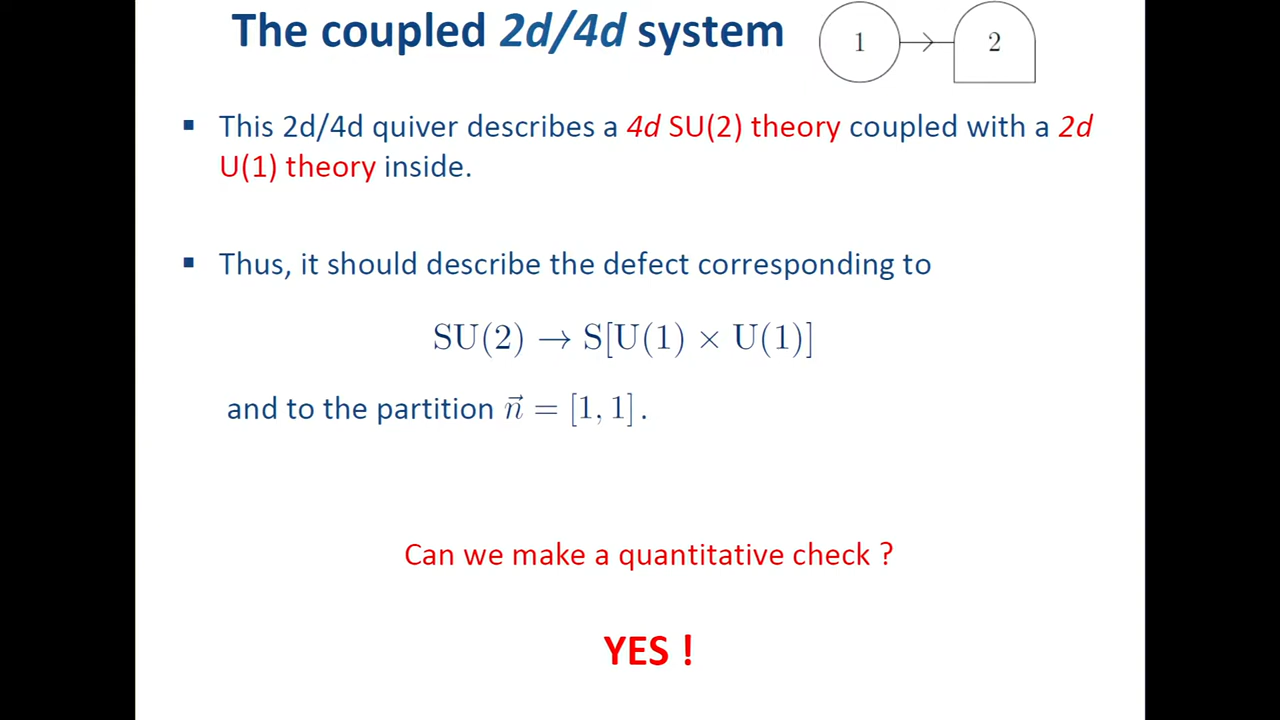 The coupled 2d/4d system
1 2
▪ This 2d/4d quiver describes a 4d SU(2) theory coupled with a 2d
U(1) theory inside.
▪ Thus, it should describe the defect corresponding to
SU(2) → S[U(1) × U(1)]
and to the partition n⃗ = [1, 1] .
Can we make a quantitative check ?
YES !